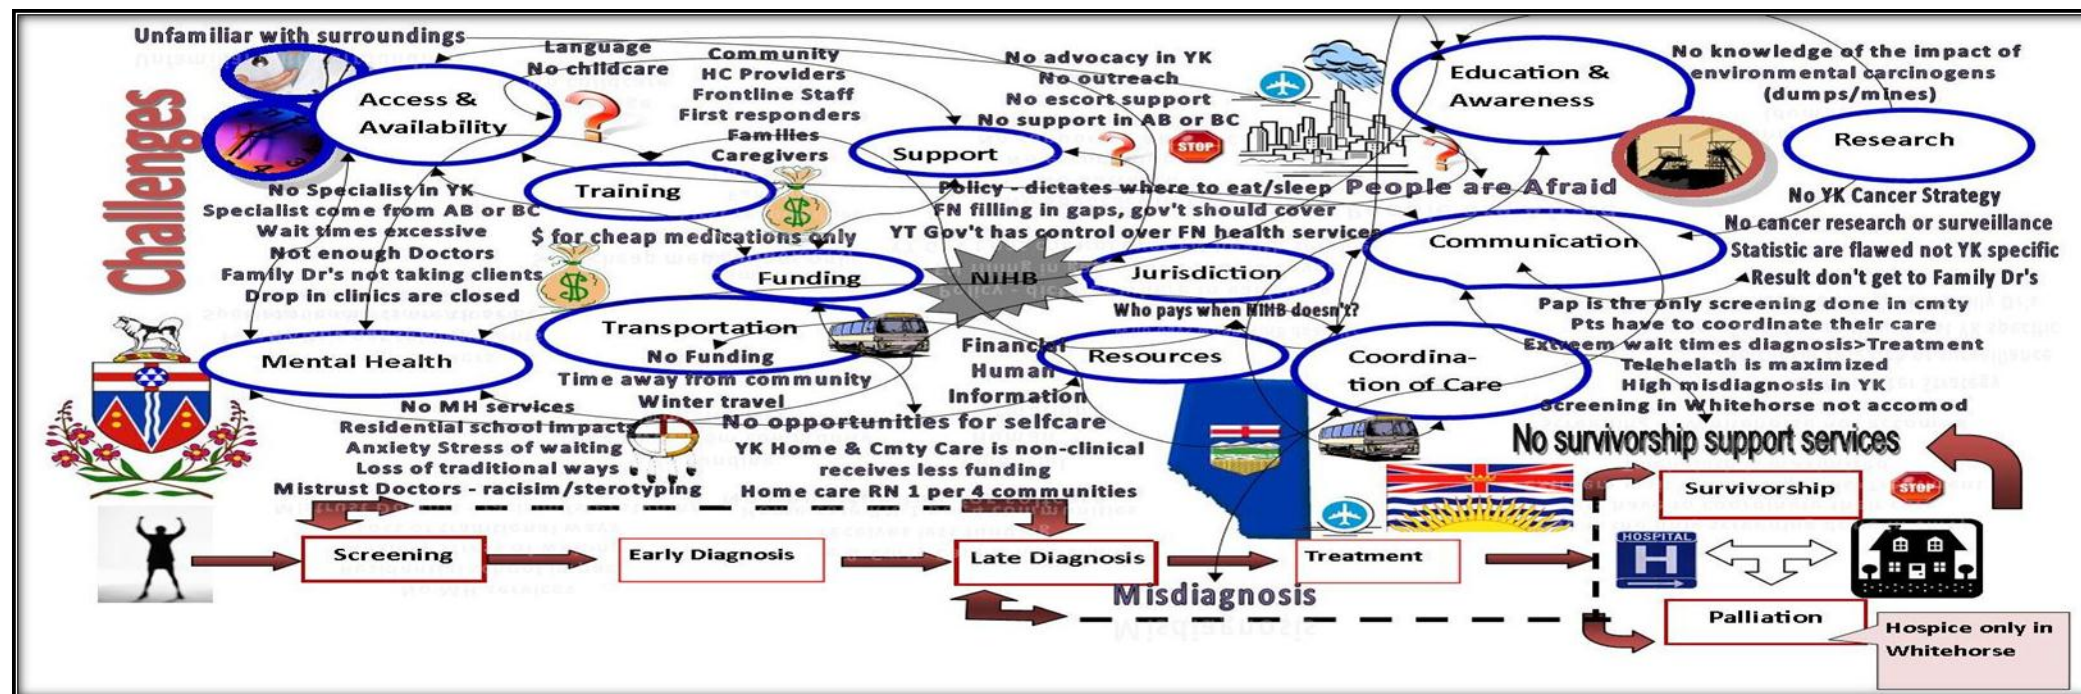 Challenges
Unfamiliar with surroundings
Access &
Availability
Language
No childcare
Community
HC Providers
Frontline Staff
First responders
Families
Caregivers
Training
Support
No advocacy in YK
No outreach
No escort support
No support in AB or BC
STOP
Education &
Awareness
No knowledge of the impact of
environmental carcinogens
(dumps/mines)
Research
No Specialist in YK
Specialist come from AB or BC
Wait times excessive
Not enough Doctors
Family Dr's not taking clients
Drop in clinics are closed
$
$ for cheap medications only
$
Funding
NIHB
Policy - dictates where to eat/sleep
FN filling in gaps, gov't should cover
YT Gov't has control over FN health services
Jurisdiction
Who pays when NIHB doesn't?
People are Afraid
Communication
No YK Cancer Strategy
No cancer research or surveillance
Statistic are flawed not YK specific
Result don't get to Family Dr's
Pap is the only screening done in cmty
Pts have to coordinate their care
Extreem wait times diagnosis>Treatment
Telehelath is maximized
High misdiagnosis in YK
Screening in Whitehorse not accomod
Mental Health
Transportation
No Funding
Time away from community
Winter travel
Financial
Human
Information
Resources
Coordina-
tion of Care
No MH services
Residential school impacts
Anxiety Stress of waiting
Loss of traditional ways
Mistrust Doctors - racisim/sterotyping
No opportunities for selfcare
YK Home & Cmty Care is non-clinical
receives less funding
Home care RN 1 per 4 communities
No survivorship support services
Survivorship
STOP
Screening
Early Diagnosis
Late Diagnosis
Treatment
HOSPITAL
H
Misdiagnosis
Palliation
Hospice only in
Whitehorse